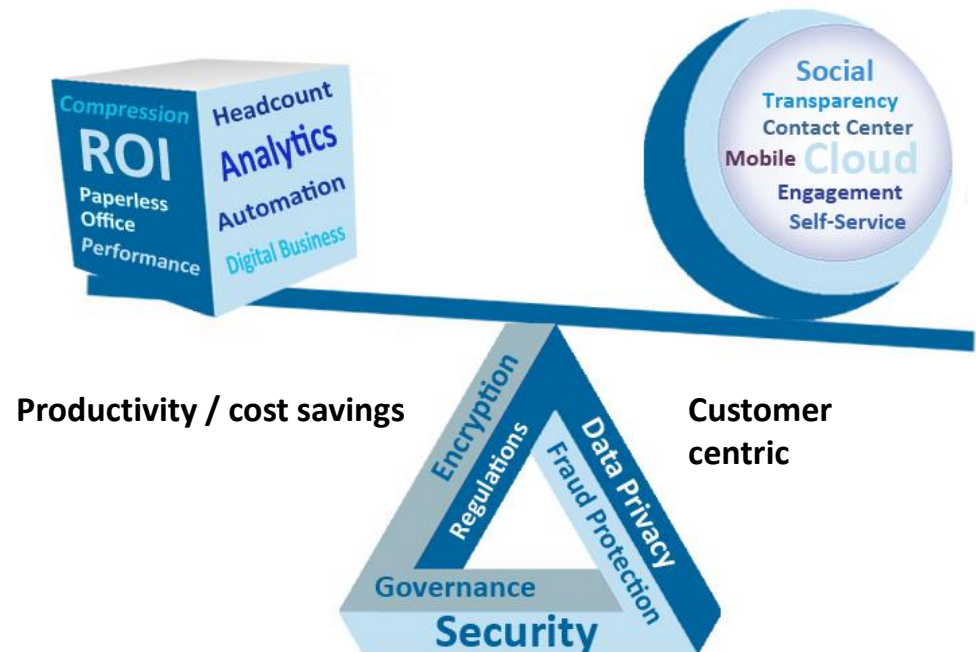 Compression
ROI
Paperless
Office
Performance
Headcount
Analytics
Automation
Digital Business
Social
Transparency
Contact Center
Mobile Cloud
Engagement
Self-Service
Productivity / cost savings
Customer
centric
Encryption
Regulations
Data Privacy
Fraud Protection
Governance
Security